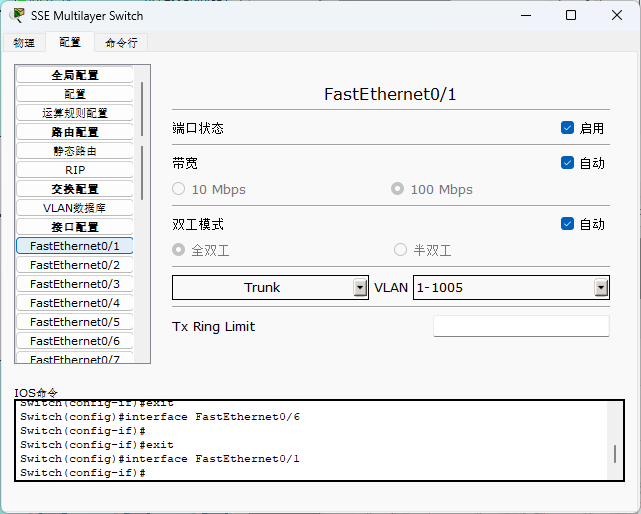 SSE Multilayer Switch
物理 配置 命令行
全局配置
配置
运算规则配置
路由配置
静态路由
RIP
交换配置
VLAN数据库
接口配置
FastEthernet0/1
FastEthernet0/2
FastEthernet0/3
FastEthernet0/4
FastEthernet0/5
FastEthernet0/6
FastEthernet0/7
FastEthernet0/1
端口状态 启用
带宽 自动
10 Mbps 100 Mbps
双工模式 自动
全双工 半双工
Trunk VLAN 1-1005
Tx Ring Limit
IOS命令
Switch(config-if)#exit
Switch(config)#interface FastEthernet0/6
Switch(config-if)#
Switch(config-if)#exit
Switch(config)#interface FastEthernet0/1
Switch(config-if)#